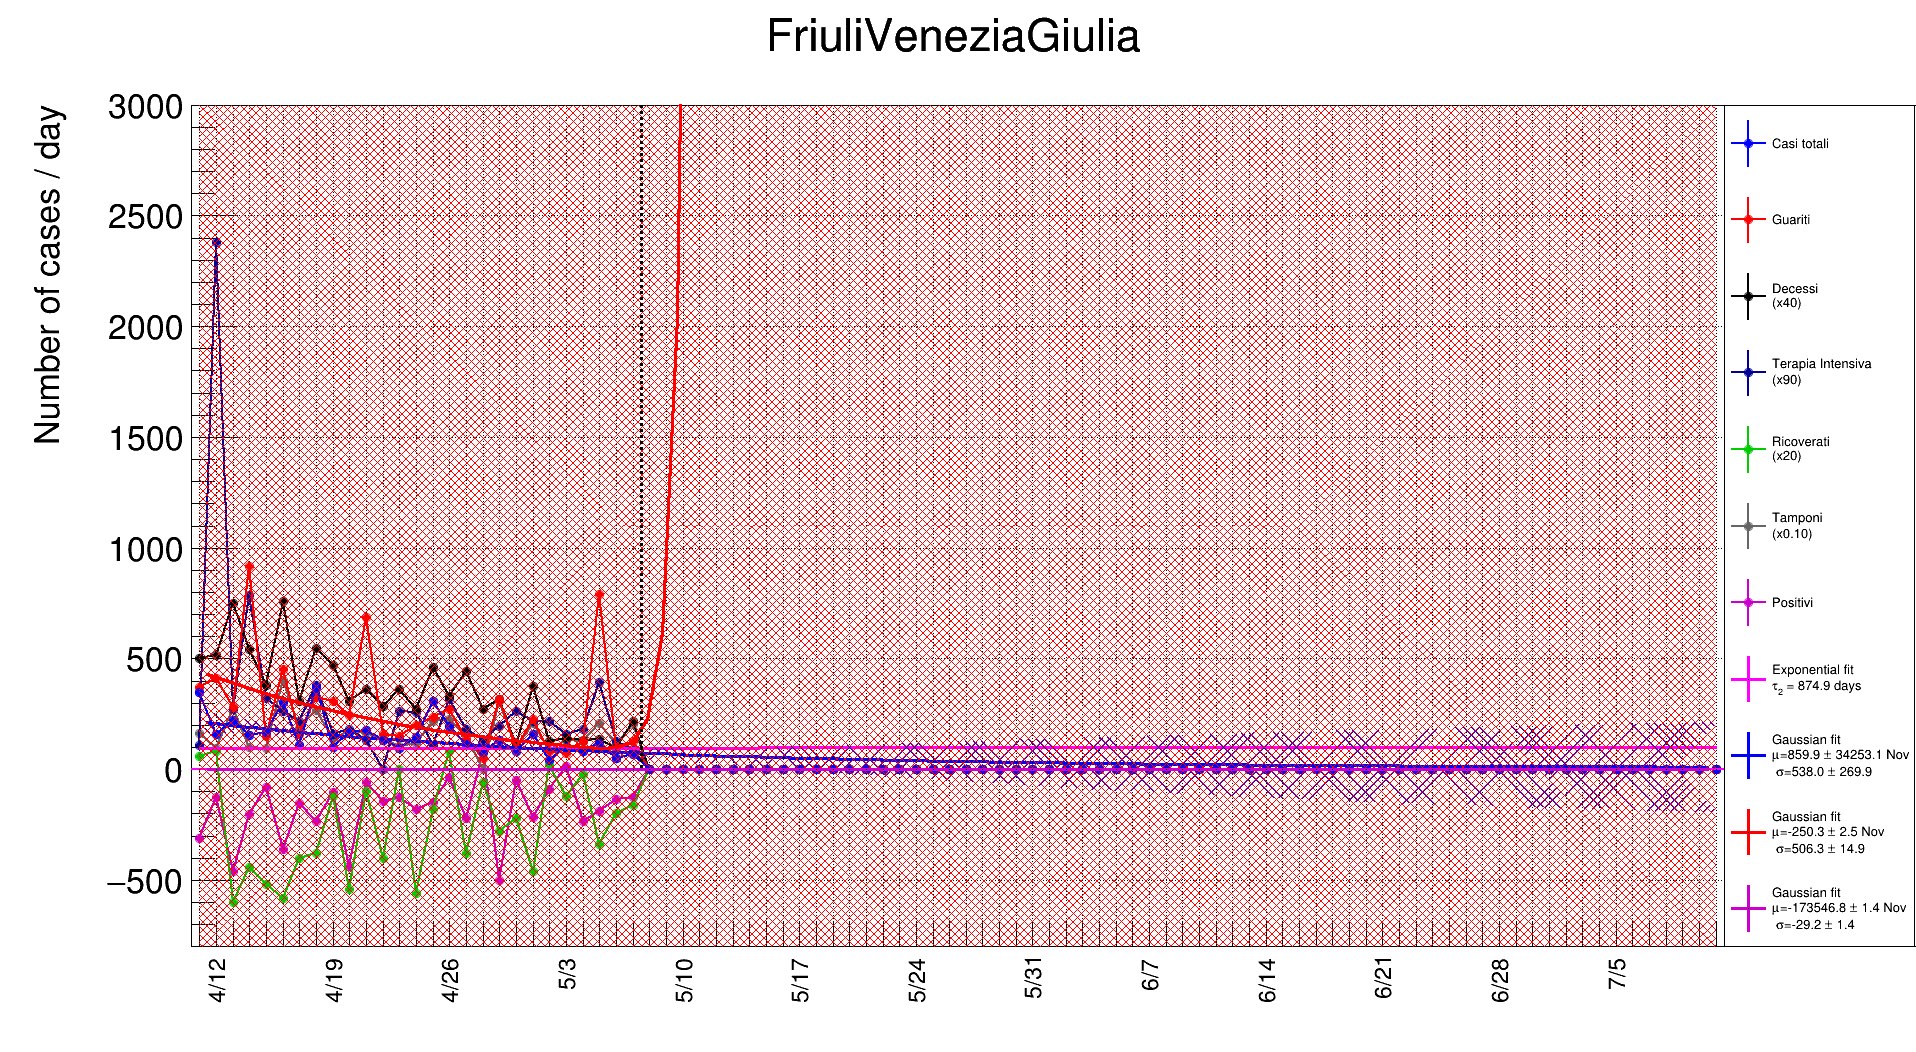 FriuliVeneziaGiulia
Number of cases / day
3000
2500
2000
1500
1000
500
0
−500
4/12
4/19
4/26
5/3
5/10
5/17
5/24
5/31
6/7
6/14
6/21
6/28
7/5
Casi totali
Guariti
Decessi
(x40)
Terapia Intensiva
(x90)
Ricoverati
(x20)
Tamponi
(x0.10)
Positivi
Exponential fit
τ2 = 874.9 days
Gaussian fit
μ=859.9 ± 34253.1 Nov
σ=538.0 ± 269.9
Gaussian fit
μ=-250.3 ± 2.5 Nov
σ=506.3 ± 14.9
Gaussian fit
μ=-173546.8 ± 1.4 Nov
σ=-29.2 ± 1.4